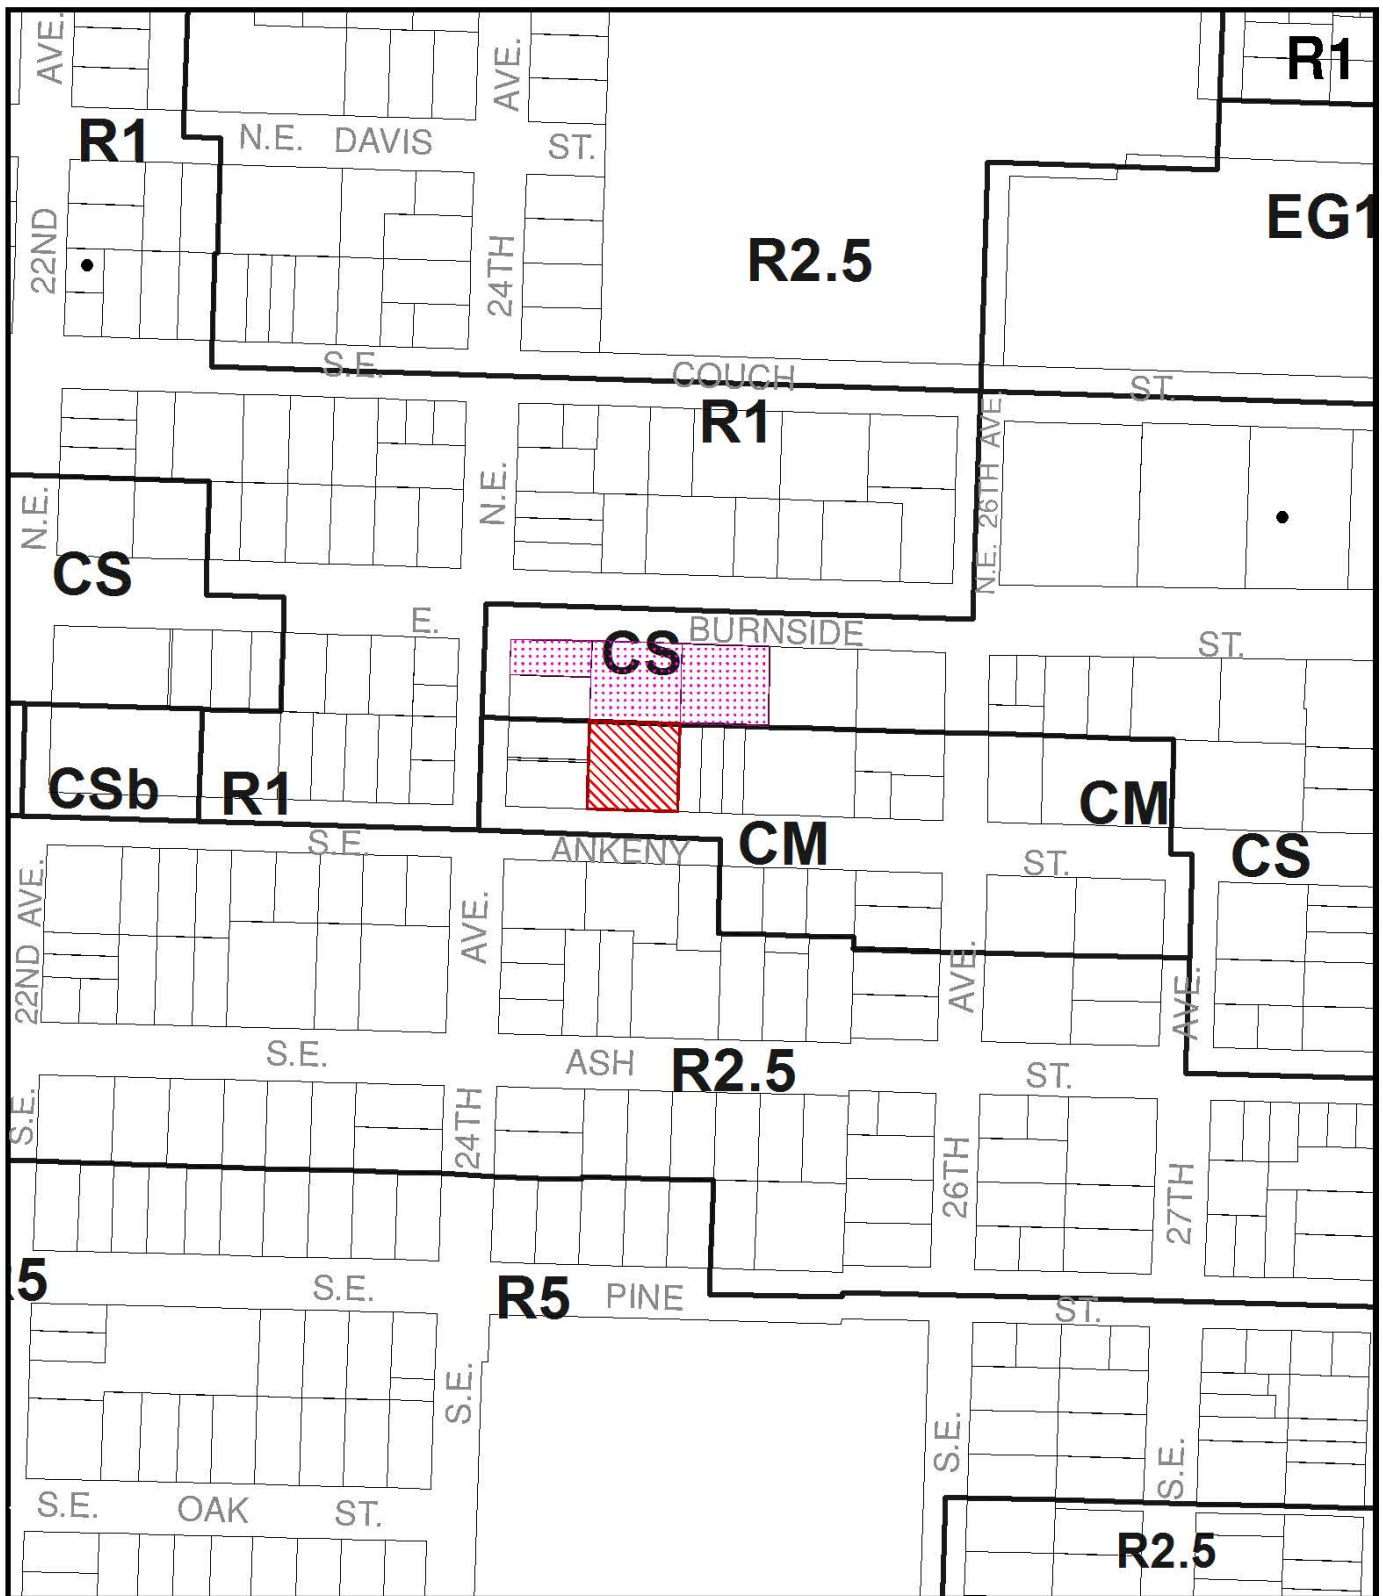 AVE.
AVE.
R1
R1
N.E. DAVIS ST.
22ND
24TH
R2.5
EG1
S.E. COUCH ST.
R1
N.E.
N.E.
N.E. 26TH AVE.
CS
E. BURNSIDE ST.
CS
CSb
R1
CM
CM
CS
S.E. ANKENY ST.
22ND AVE.
AVE.
AVE.
AVE.
S.E. ASH ST.
R2.5
S.E.
24TH
26TH
27TH
R5
S.E. PINE ST.
R5
S.E.
S.E.
S.E.
S.E. OAK ST.
R2.5